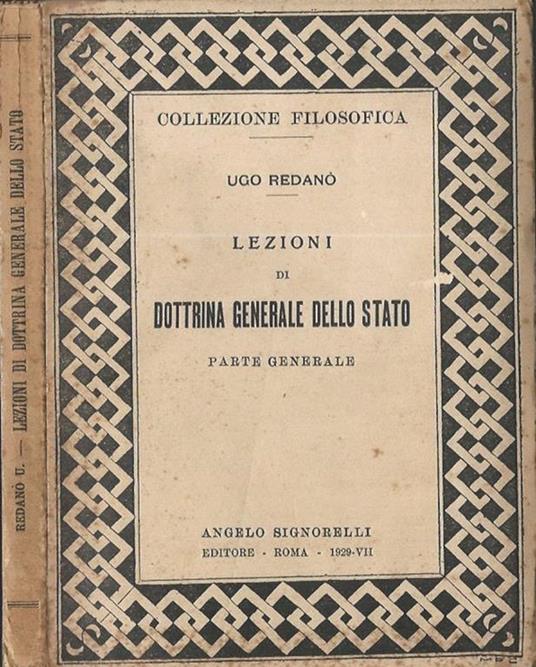 REDANÒ U. — LEZIONI DI DOTTRINA GENERALE DELLO STATO
COLLEZIONE FILOSOFICA
UGO REDANÒ
LEZIONI
DI
DOTTRINA GENERALE DELLO STATO
PARTE GENERALE
ANGELO SIGNORELLI
EDITORE - ROMA - 1929-VII